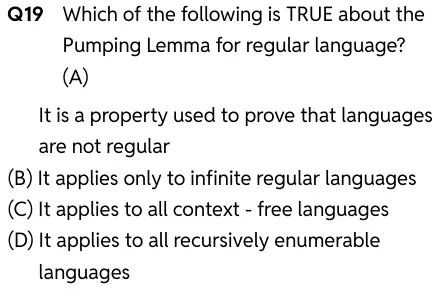 Q19 Which of the following is TRUE about the
Pumping Lemma for regular language?
(A)
It is a property used to prove that languages
are not regular
(B) It applies only to infinite regular languages
(C) It applies to all context - free languages
(D) It applies to all recursively enumerable
languages